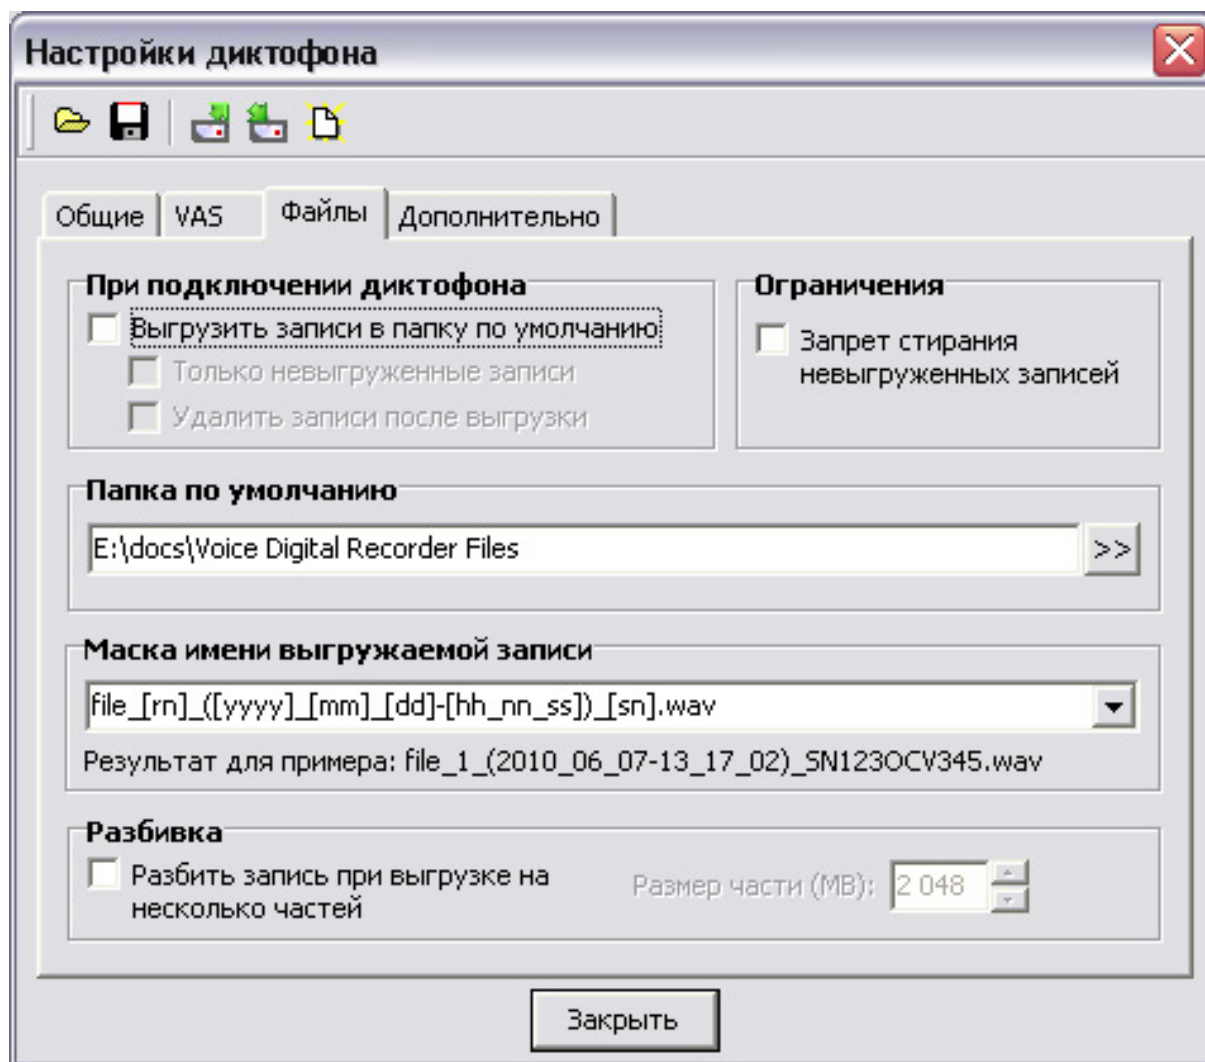 Настройки диктофона
Общие VAS Файлы Дополнительно
При подключении диктофона
Выгрузить записи в папку по умолчанию
Только невыгруженные записи
Удалить записи после выгрузки
Ограничения
Запрет стирания
невыгруженных записей
Папка по умолчанию
E:\docs\Voice Digital Recorder Files
>>
Маска имени выгружаемой записи
file_[rn]_([yyyy]_[mm]_[dd]-[hh_nn_ss])_[sn].wav
Результат для примера: file_1_(2010_06_07-13_17_02)_SN123OCV345.wav
Разбивка
Разбить запись при выгрузке на
несколько частей
Размер части (MB): 2 048
Закрыть